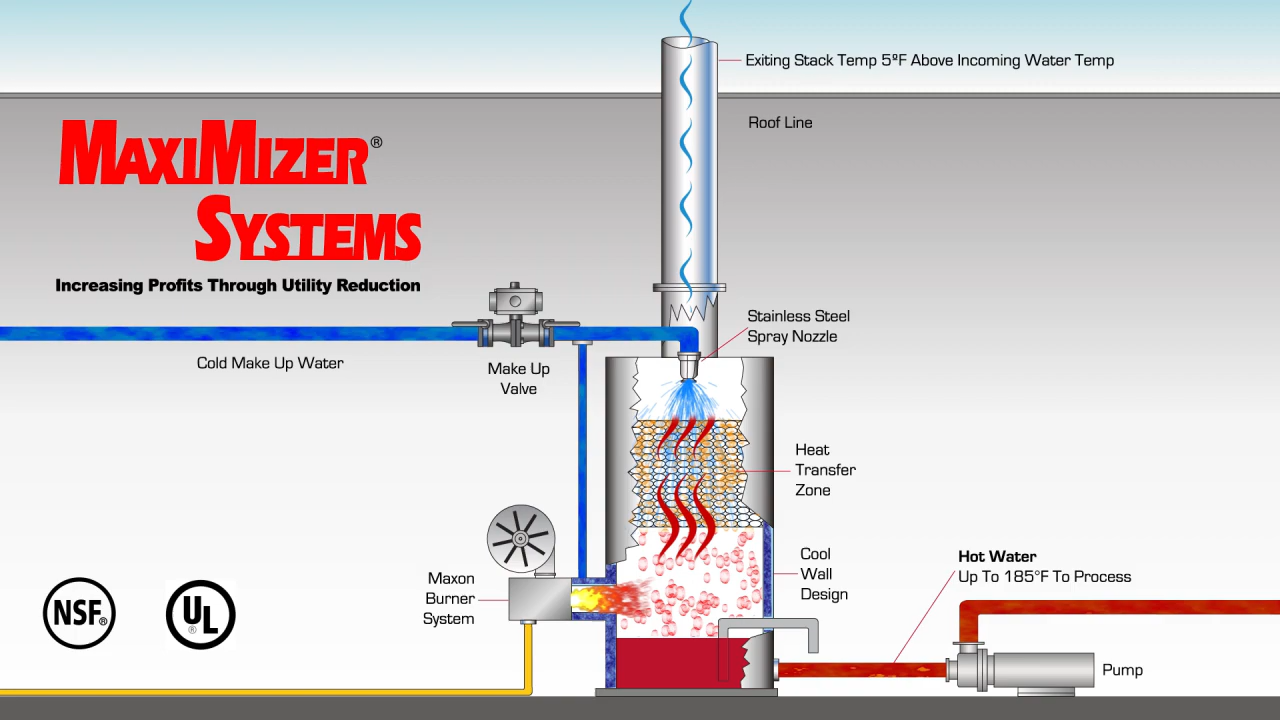 Exiting Stack Temp 5ºF Above Incoming Water Temp
Roof Line
MAXIMIZER®
SYSTEMS
Increasing Profits Through Utility Reduction
Stainless Steel
Spray Nozzle
Cold Make Up Water
Make Up
Valve
Heat
Transfer
Zone
Cool
Wall
Design
Maxon
Burner
System
Hot Water
Up To 185°F To Process
NSF®
UL®
Pump